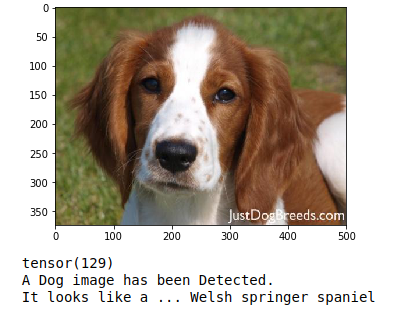 0
50
100
150
200
250
300
350
JustDogBreeds.com
0 100 200 300 400 500
tensor(129)
A Dog image has been Detected.
It looks like a ... Welsh springer spaniel